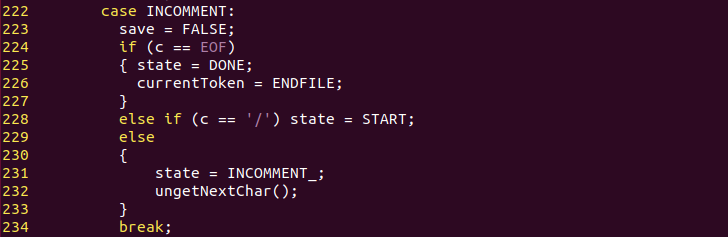 222         case INCOMMENT:
223           save = FALSE;
224           if (c == EOF)
225           { state = DONE;
226             currentToken = ENDFILE;
227           }
228           else if (c == '/') state = START;
229           else
230           {
231               state = INCOMMENT_;
232               ungetNextChar();
233           }
234           break;